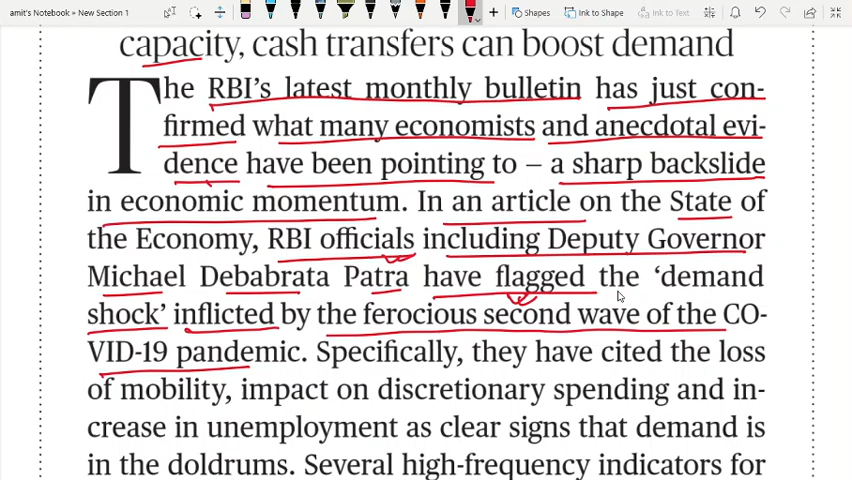 amit's Notebook » New Section 1
Shapes
Ink to Shape
Ink to Text
capacity, cash transfers can boost demand
The RBI's latest monthly bulletin has just con-
firmed what many economists and anecdotal evi-
dence have been pointing to – a sharp backslide
in economic momentum. In an article on the State of
the Economy, RBI officials including Deputy Governor
Michael Debabrata Patra have flagged the 'demand
shock' inflicted by the ferocious second wave of the CO-
VID-19 pandemic. Specifically, they have cited the loss
of mobility, impact on discretionary spending and in-
crease in unemployment as clear signs that demand is
in the doldrums. Several high-frequency indicators for